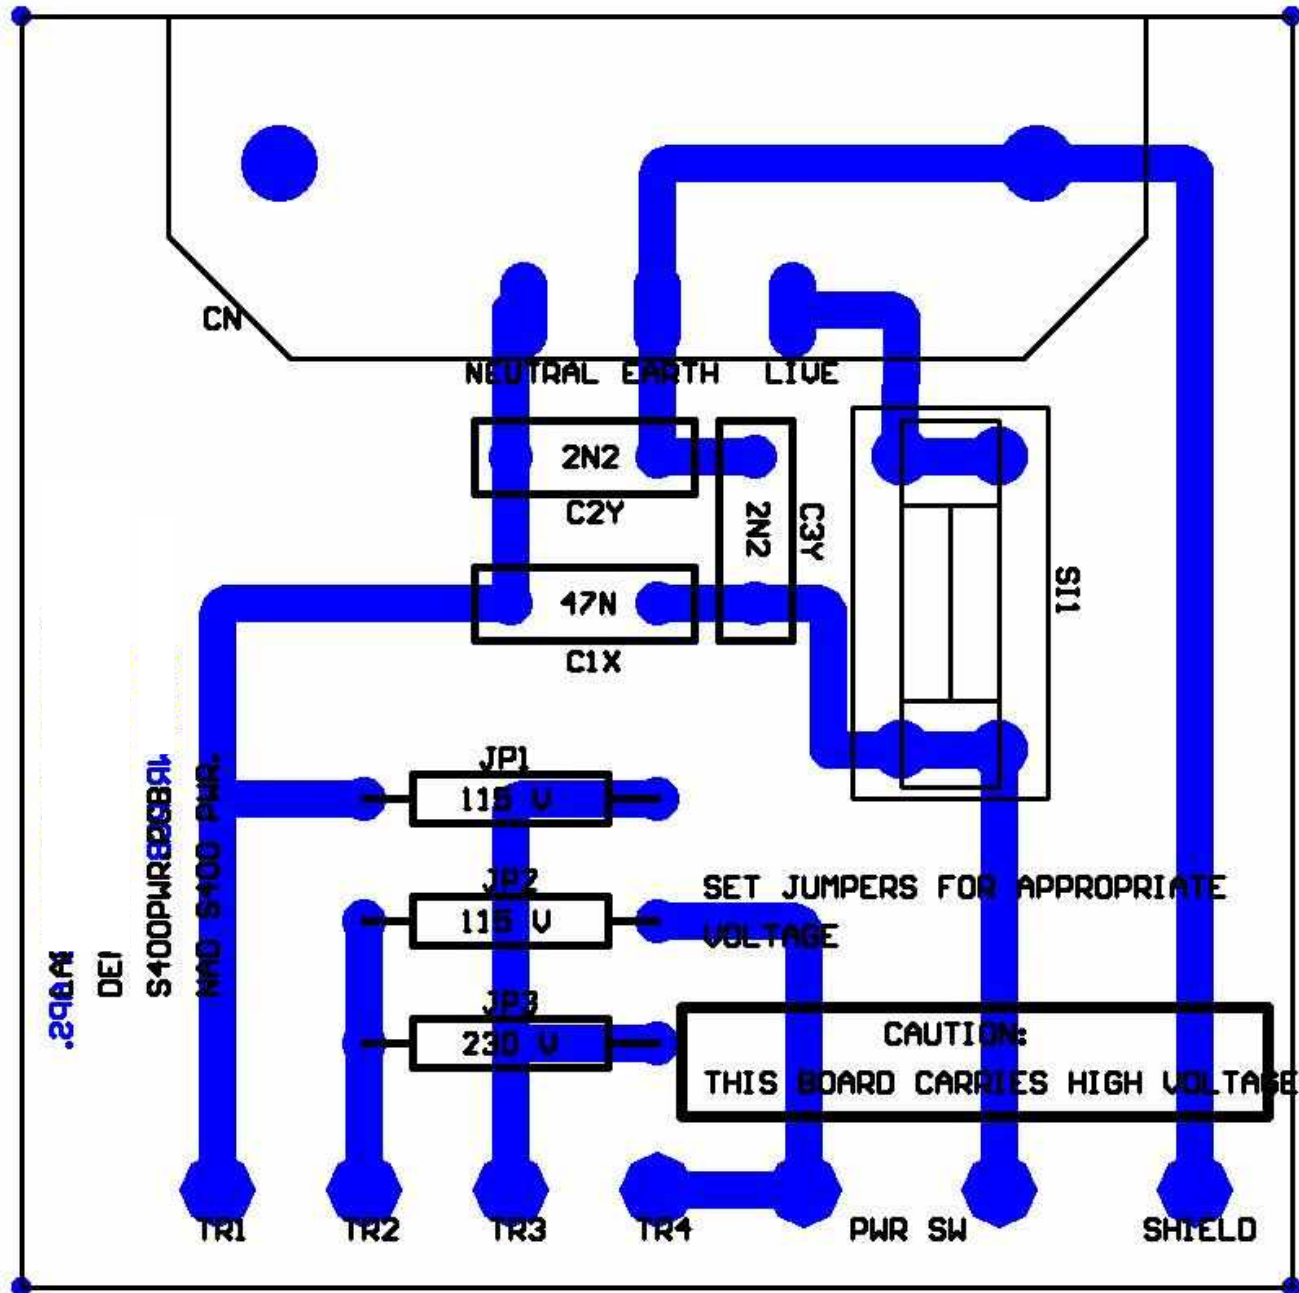 CN
NEUTRAL EARTH LIVE
2N2
C2Y
2N2
C3Y
47N
C1X
SI1
JP1
115 V
JP2
115 V
JP3
230 V
SET JUMPERS FOR APPROPRIATE
VOLTAGE
CAUTION:
THIS BOARD CARRIES HIGH VOLTAGE
NAD S400 PWR.
TR1 TR2 TR3 TR4 PWR SW SHIELD